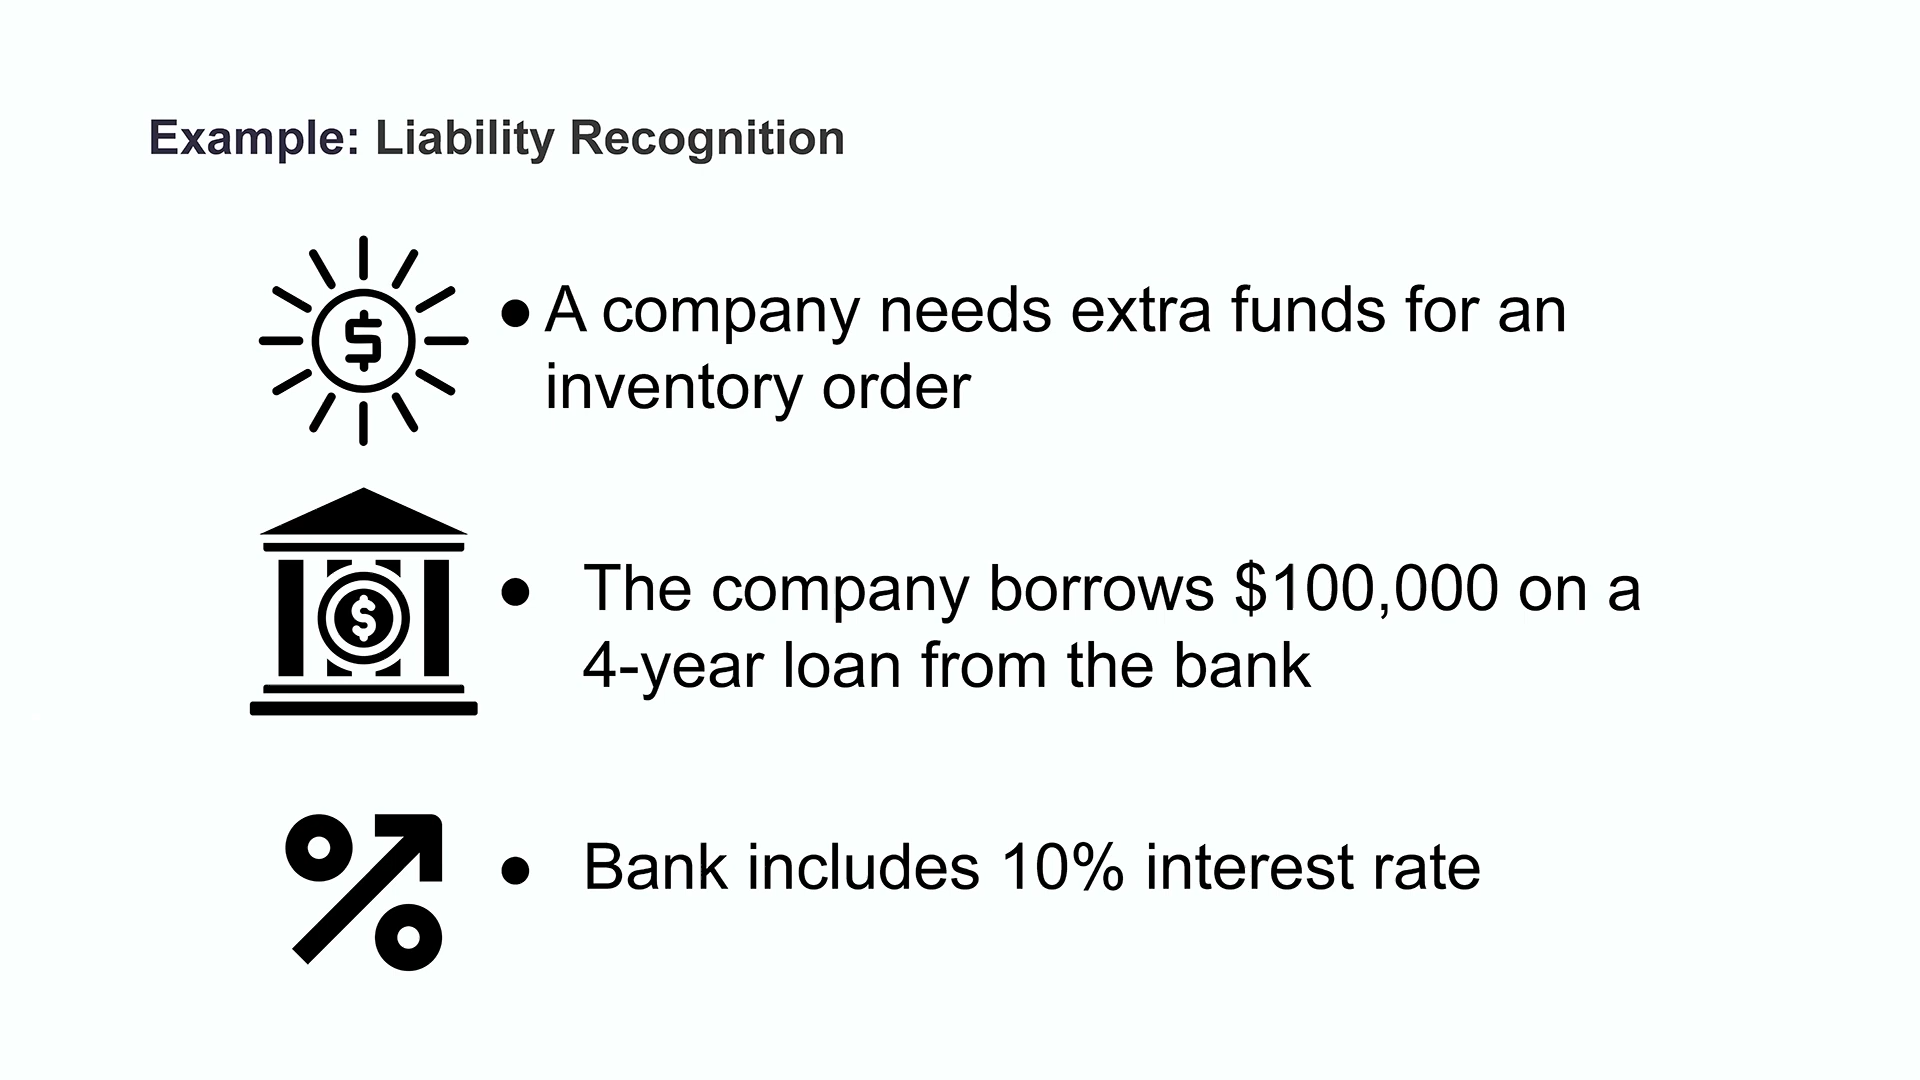 Example: Liability Recognition
● A company needs extra funds for an
inventory order
● The company borrows $100,000 on a
4-year loan from the bank
● Bank includes 10% interest rate